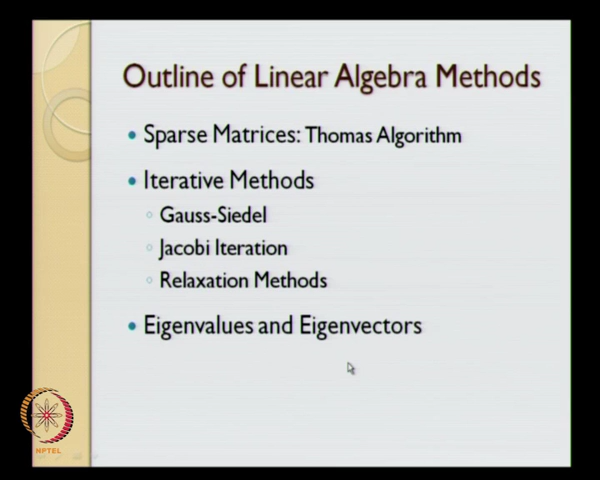 Outline of Linear Algebra Methods
Sparse Matrices: Thomas Algorithm
Iterative Methods
Gauss-Siedel
Jacobi Iteration
Relaxation Methods
Eigenvalues and Eigenvectors
NPTEL